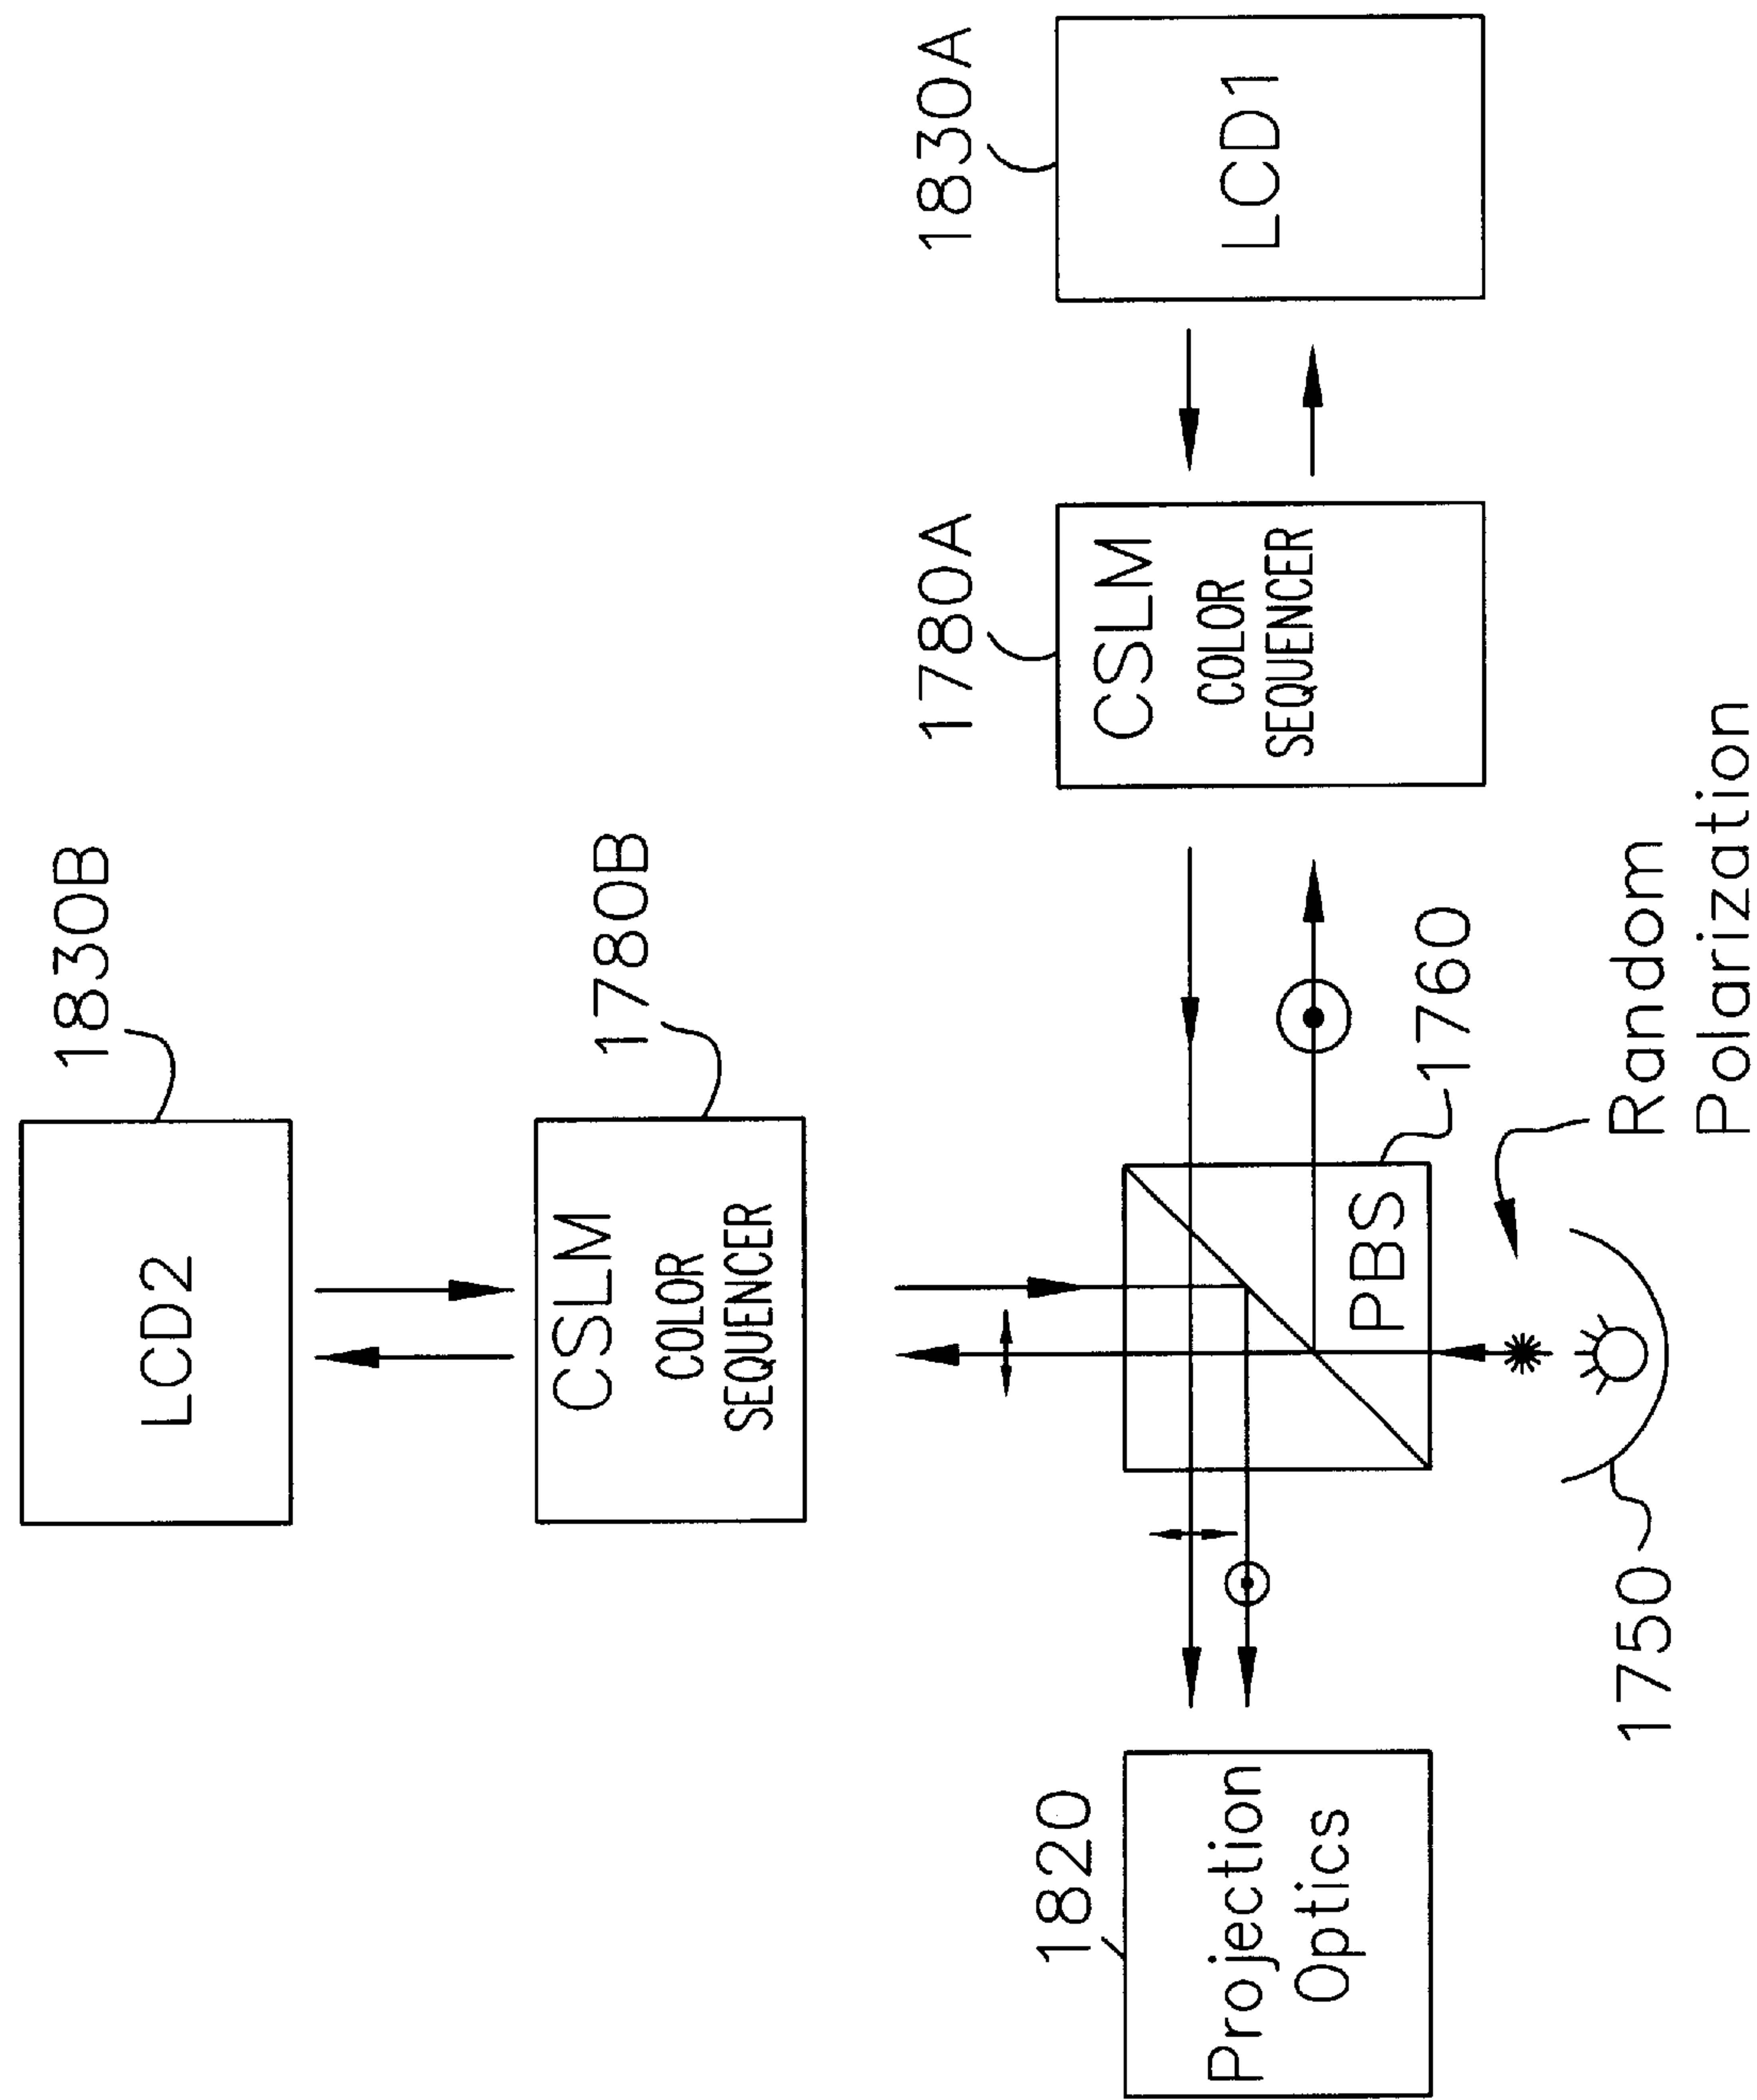 1830B
LCD2
1780B
CSLM
COLOR
SEQUENCER
1820
Projection
Optics
PBS
1760
1780A
CSLM
COLOR
SEQUENCER
1830A
LCD1
1750
Random
Polarization